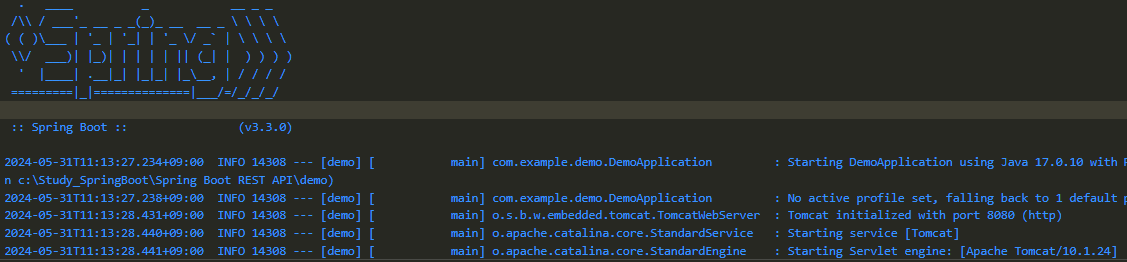 .   ____          _            __ _ _
 /\\ / ___'_ __ _ _(_)_ __  __ _ \ \ \ \
( ( )\___ | '_ | '_| | '_ \/ _` | \ \ \ \
 \\/  ___)| |_)| | | | | || (_| |  ) ) ) )
  '  |____| .__|_| |_|_| |_\__, | / / / /
 =========|_|==============|___/=/_/_/_/
 :: Spring Boot ::                (v3.3.0)
2024-05-31T11:13:27.234+09:00  INFO 14308 --- [demo] [           main] com.example.demo.DemoApplication         : Starting DemoApplication using Java 17.0.10 with
n c:\Study_SpringBoot\Spring Boot REST API\demo)
2024-05-31T11:13:27.238+09:00  INFO 14308 --- [demo] [           main] com.example.demo.DemoApplication         : No active profile set, falling back to 1 default
2024-05-31T11:13:28.431+09:00  INFO 14308 --- [demo] [           main] o.s.b.w.embedded.tomcat.TomcatWebServer  : Tomcat initialized with port 8080 (http)
2024-05-31T11:13:28.440+09:00  INFO 14308 --- [demo] [           main] o.apache.catalina.core.StandardService   : Starting service [Tomcat]
2024-05-31T11:13:28.441+09:00  INFO 14308 --- [demo] [           main] o.apache.catalina.core.StandardEngine    : Starting Servlet engine: [Apache Tomcat/10.1.24]